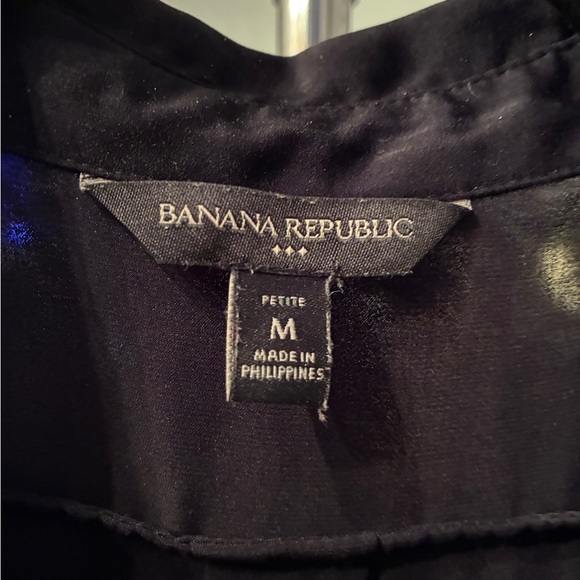 BANANA REPUBLIC
PETITE
M
MADE IN
PHILIPPINES